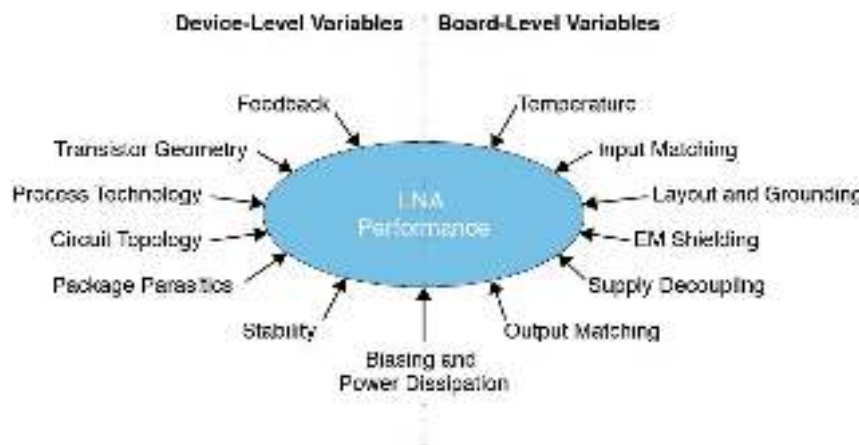 Device-Level Variables Board-Level Variables
Feedback Temperature
Transistor Geometry Input Matching
Process Technology Layout and Grounding
LNA
Performance
Circuit Topology EM Shielding
Package Parasitics Supply Decoupling
Stability Output Matching
Biasing and
Power Dissipation